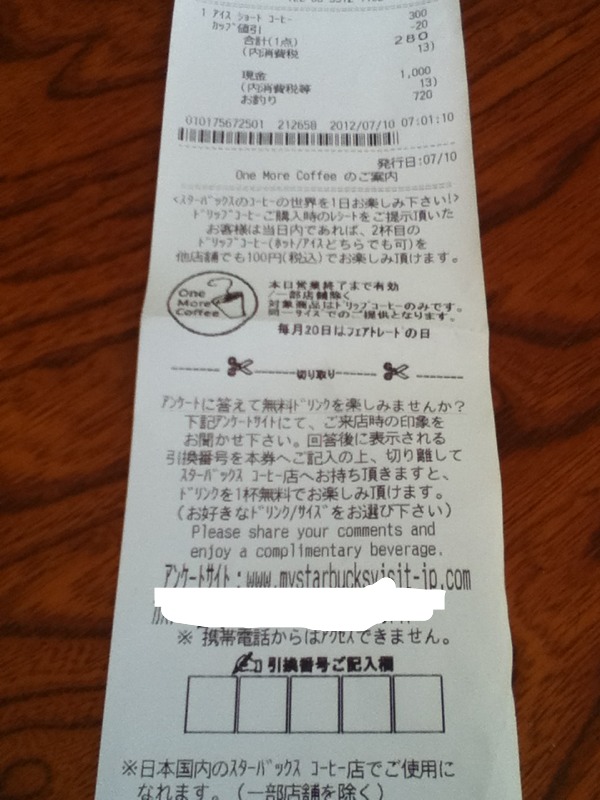 1 ｱｲｽ ｼｮｰﾄ ｺｰﾋｰ 300
ｶｯﾌﾟ値引 -20
合計(1点) 280
(内消費税 13)
現金 1,000
(内消費税等 13)
お釣り 720
010175672501 212658 2012/07/10 07:01:10
発行日:07/10
One More Coffee のご案内
<ｽﾀｰﾊﾞｯｸｽのｺｰﾋｰの世界を1日お楽しみ下さい!>
ﾄﾞﾘｯﾌﾟｺｰﾋｰご購入時のﾚｼｰﾄをご提示頂いた
お客様は当日内であれば、2杯目の
ﾄﾞﾘｯﾌﾟｺｰﾋｰ(ﾎｯﾄ/ｱｲｽどちらでも可)を
他店舗でも100円(税込)でお楽しみ頂けます。
One More Coffee
本日営業終了まで有効
/一部店舗除く
対象商品はﾄﾞﾘｯﾌﾟｺｰﾋｰのみです。
同一ｻｲｽﾞでのご提供となります。
毎月20日はﾌｪｱﾄﾚｰﾄﾞの日
切り取り
ｱﾝｹｰﾄに答えて無料ﾄﾞﾘﾝｸを楽しみませんか？
下記ｱﾝｹｰﾄｻｲﾄにて、ご来店時の印象を
お聞かせ下さい。回答後に表示される
引換番号を本券へご記入の上、切り離して
ｽﾀｰﾊﾞｯｸｽ ｺｰﾋｰ店へお持ち頂きますと、
ﾄﾞﾘﾝｸを1杯無料でお楽しみ頂けます。
(お好きなﾄﾞﾘﾝｸ/ｻｲｽﾞをお選び下さい)
Please share your comments and
enjoy a complimentary beverage.
ｱﾝｹｰﾄｻｲﾄ：www.mystarbucksvisit-jp.com
※ 携帯電話からはｱｸｾｽできません。
引換番号ご記入欄
※日本国内のｽﾀｰﾊﾞｯｸｽ ｺｰﾋｰ店でご使用に
なれます。(一部店舗を除く)